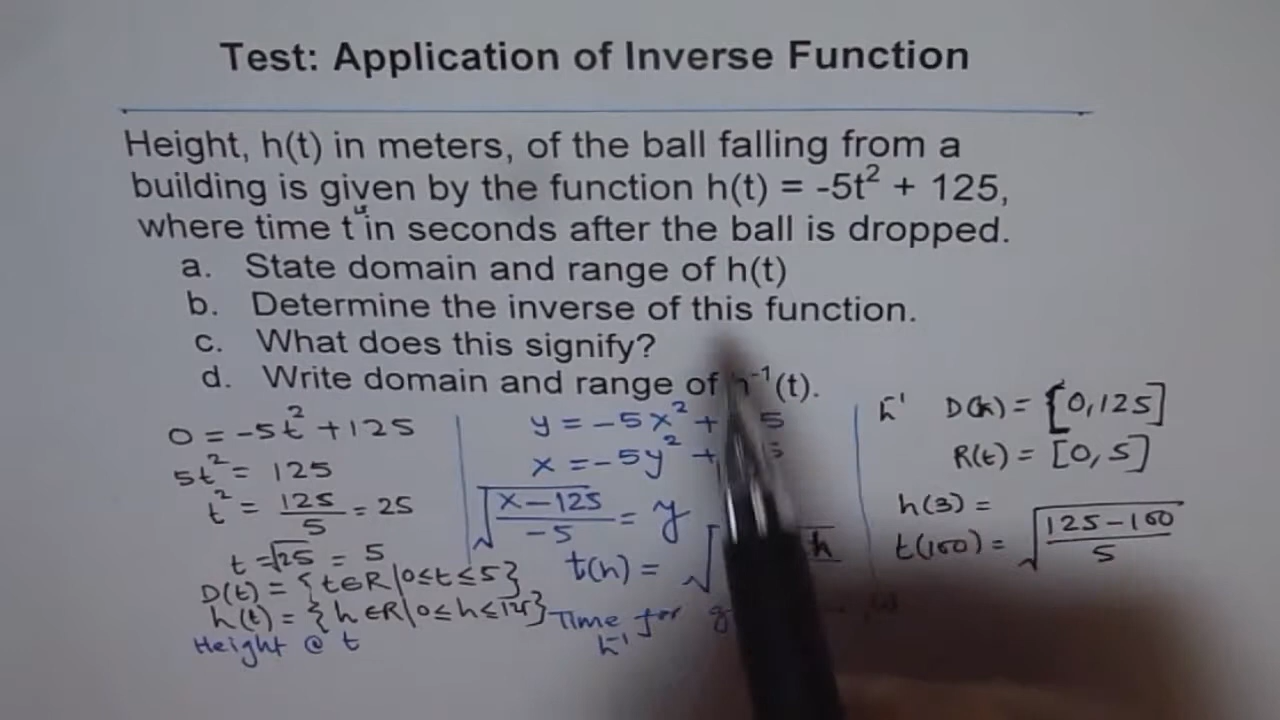 Test: Application of Inverse Function
Height, h(t) in meters, of the ball falling from a
building is given by the function h(t) = -5t² + 125,
where time t is in seconds after the ball is dropped.
a. State domain and range of h(t)
b. Determine the inverse of this function.
c. What does this signify?
d. Write domain and range of h⁻¹(t).
0 = -5t² + 125
5t² = 125
t² = 125/5 = 25
t = √25 = 5
D(t) = {t∈R | 0≤t≤5}
h(t) = {h∈R | 0≤h≤125}
Height @ t
y = -5x² + 5
x = -5y² +
√((x-125)/-5) = y
t(h) = √ h
Time for
h⁻¹
h⁻¹ D(h) = [0,125]
R(t) = [0,5]
h(3) =
t(100) = √((125-100)/5)